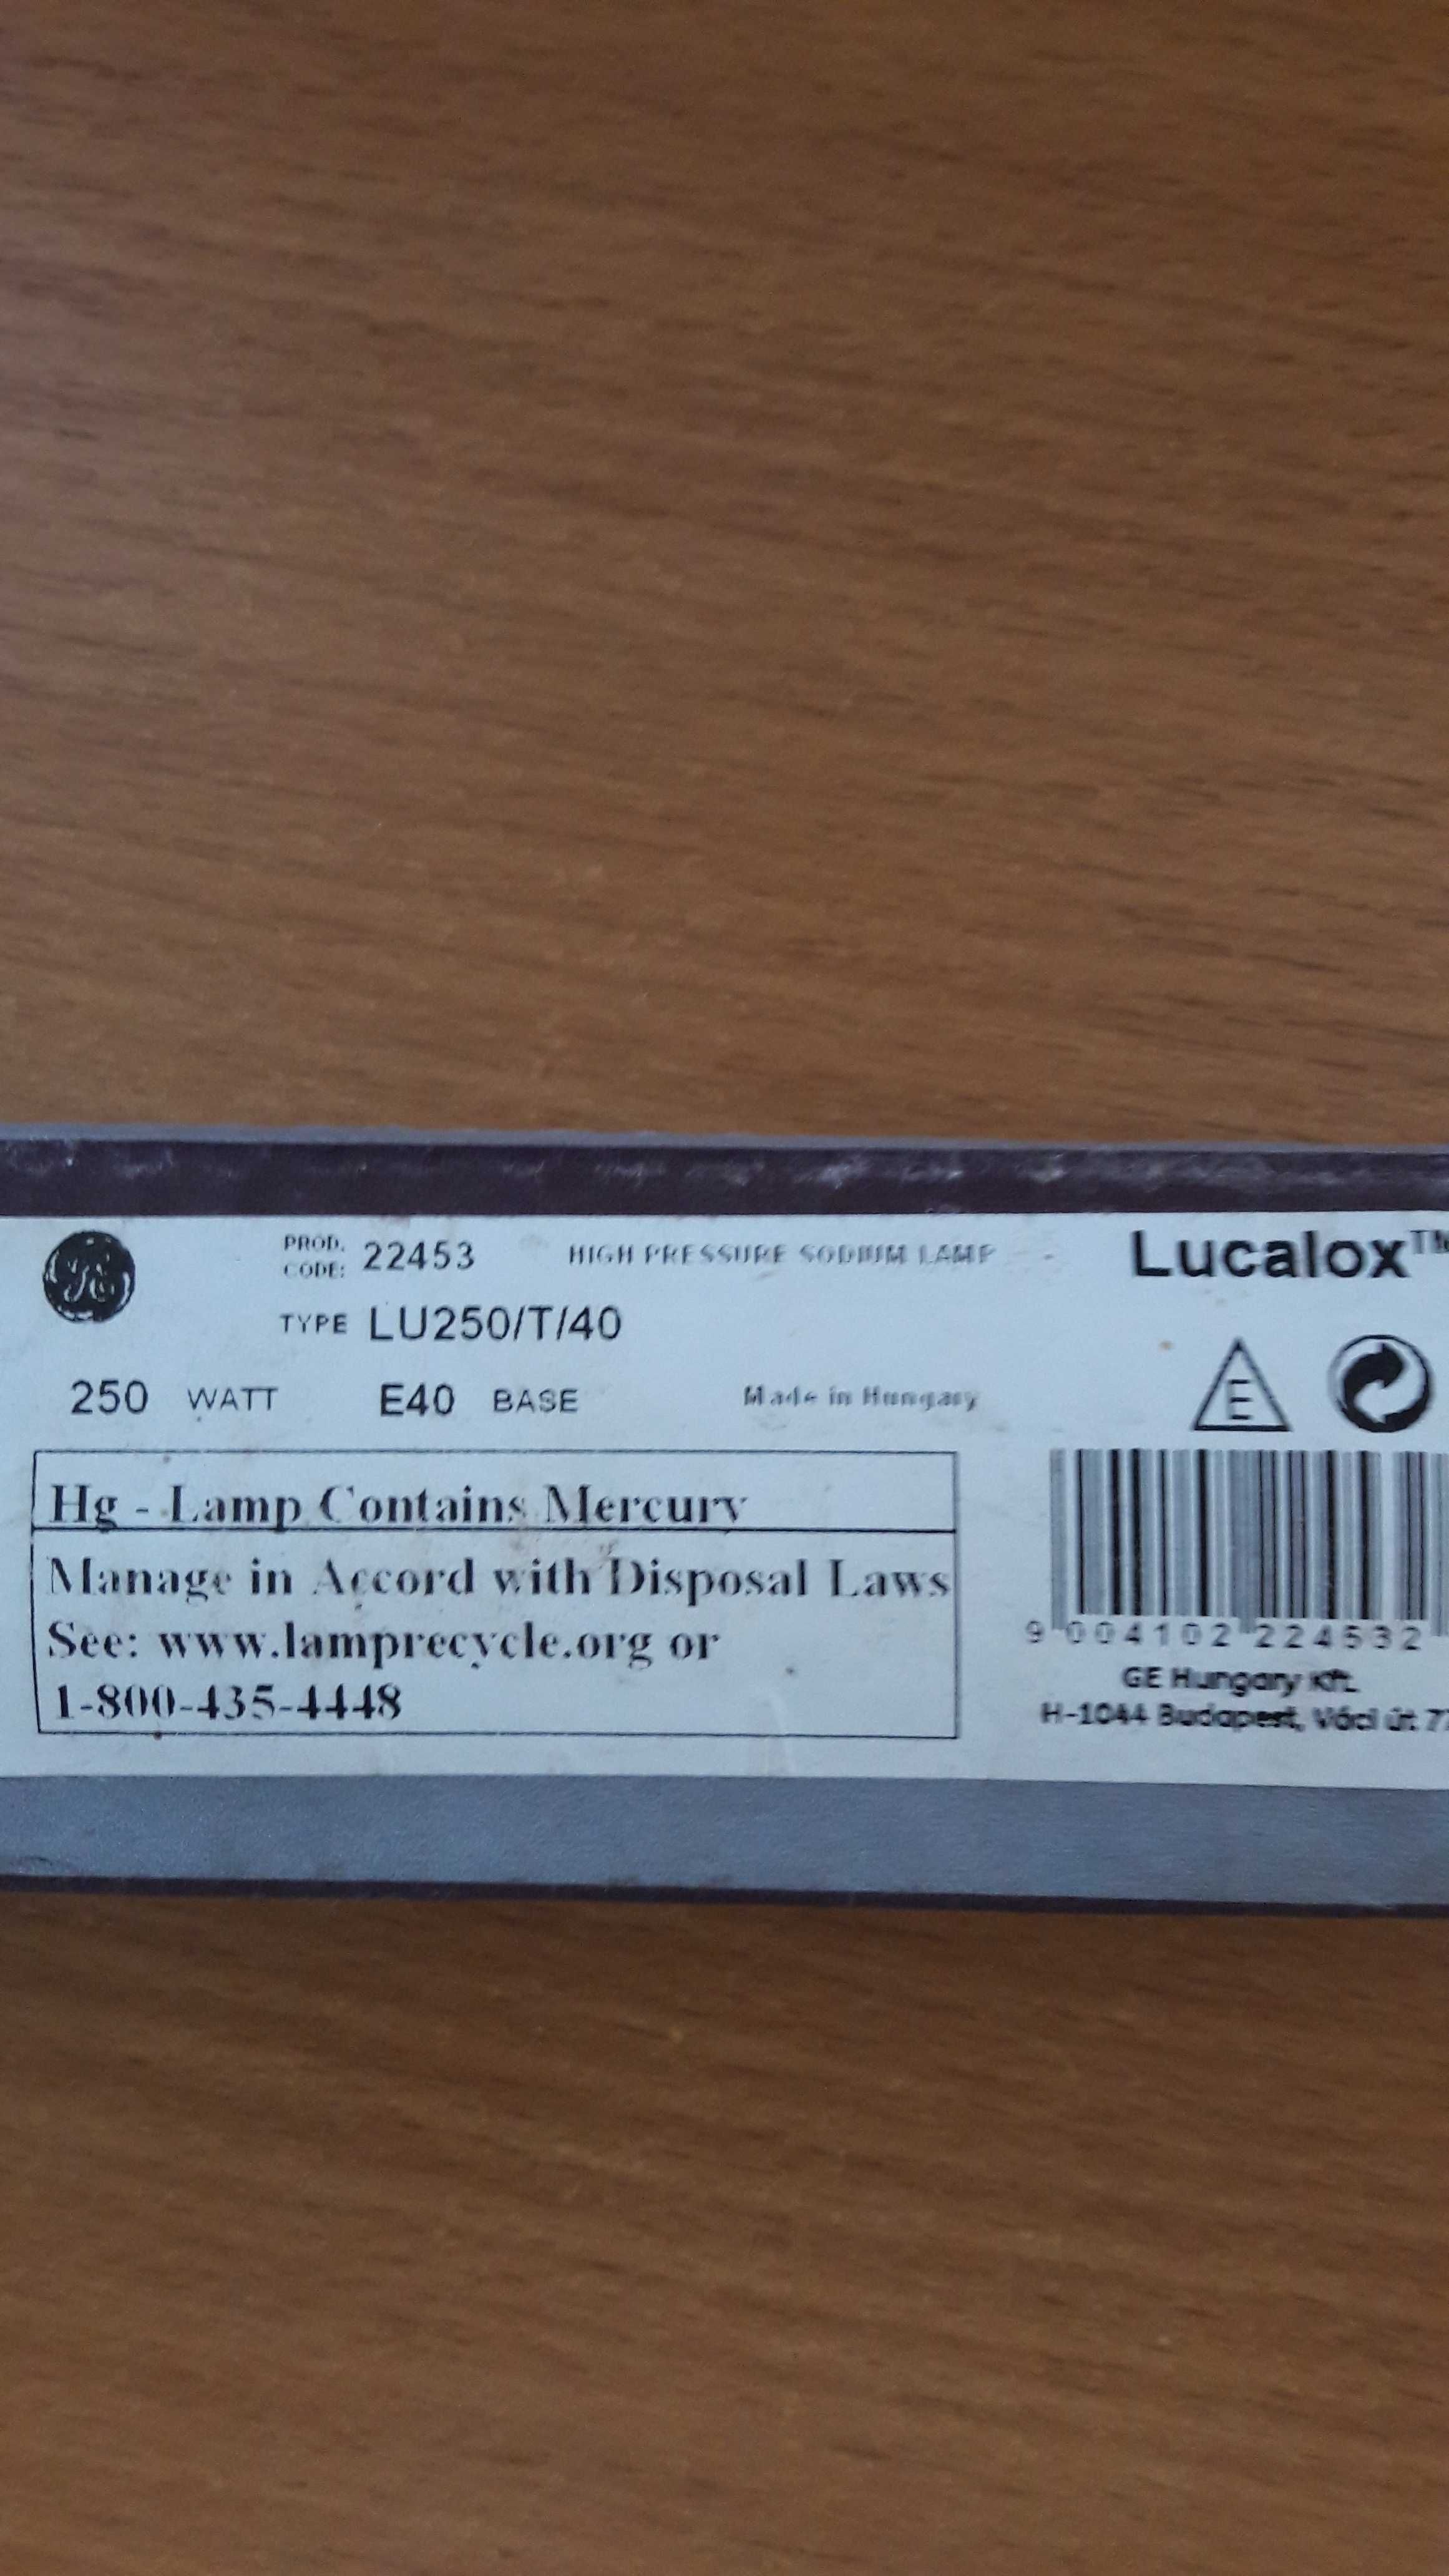 GE
PROD. CODE: 22453 HIGH PRESSURE SODIUM LAMP Lucalox™
TYPE LU250/T/40
250 WATT E40 BASE Made in Hungary E
Hg - Lamp Contains Mercury
Manage in Accord with Disposal Laws
See: www.lamprecycle.org or
1-800-435-4448
9 004102 224532
GE Hungary Kft.
H-1044 Budapest, Váci út 77